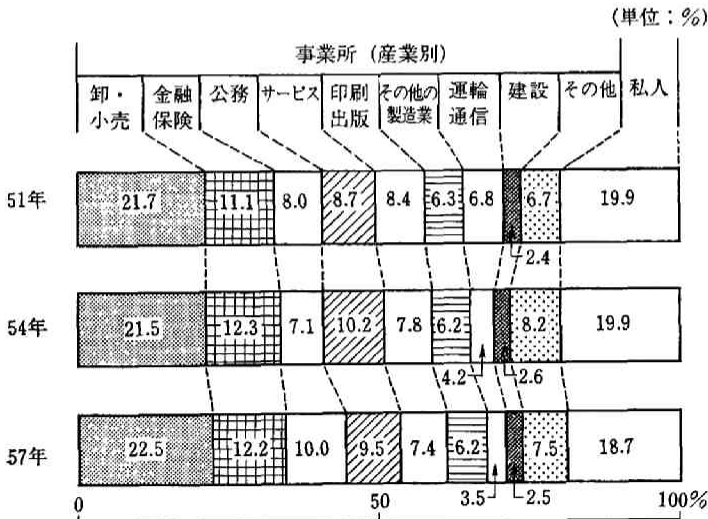 (単位：%)
事業所（産業別）
卸・小売
金融保険
公務
サービス
印刷出版
その他の製造業
運輸通信
建設
その他
私人
51年
21.7 11.1 8.0 8.7 8.4 6.3 6.8 6.7 19.9
2.4
54年
21.5 12.3 7.1 10.2 7.8 6.2 8.2 19.9
4.2 2.6
57年
22.5 12.2 10.0 9.5 7.4 6.2 7.5 18.7
3.5 2.5
0 50 100%